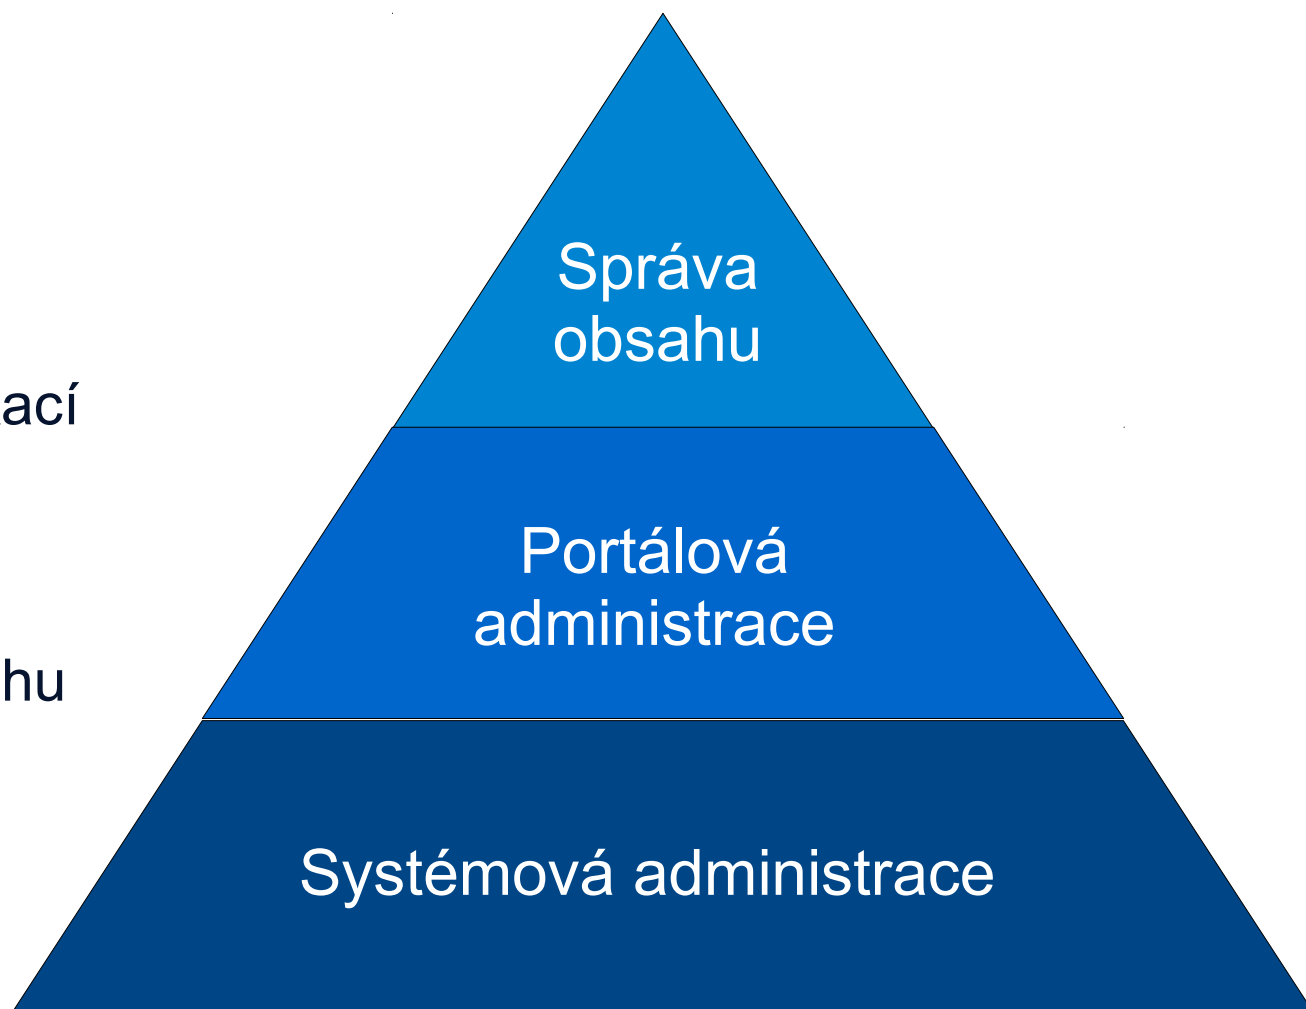 Správa
obsahu
ací
Portálová
administrace
hu
Systémová administrace